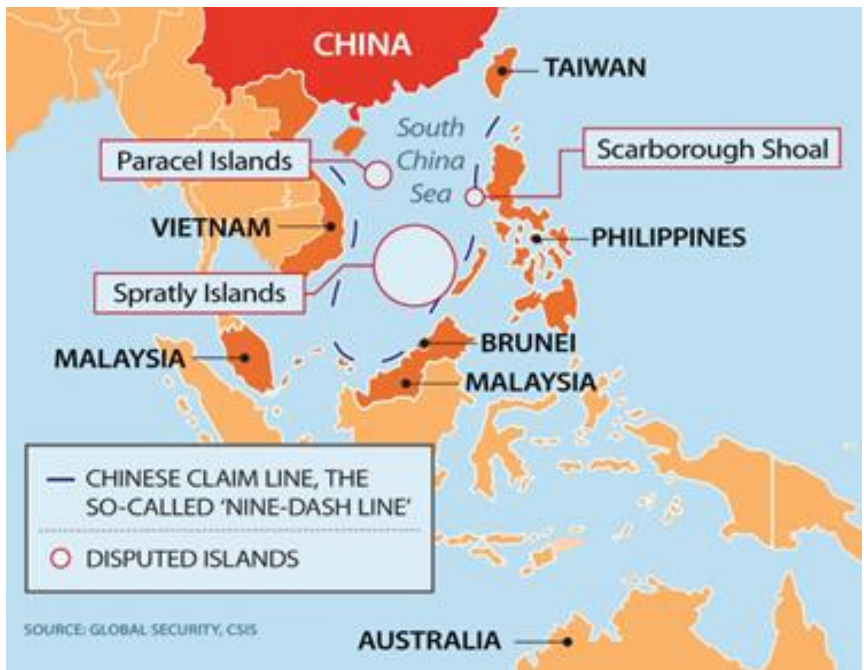 CHINA
TAIWAN
South
China
Sea
Paracel Islands
Scarborough Shoal
VIETNAM
PHILIPPINES
Spratly Islands
BRUNEI
MALAYSIA
MALAYSIA
CHINESE CLAIM LINE, THE
SO-CALLED ‘NINE-DASH LINE’
DISPUTED ISLANDS
SOURCE: GLOBAL SECURITY, CSIS
AUSTRALIA